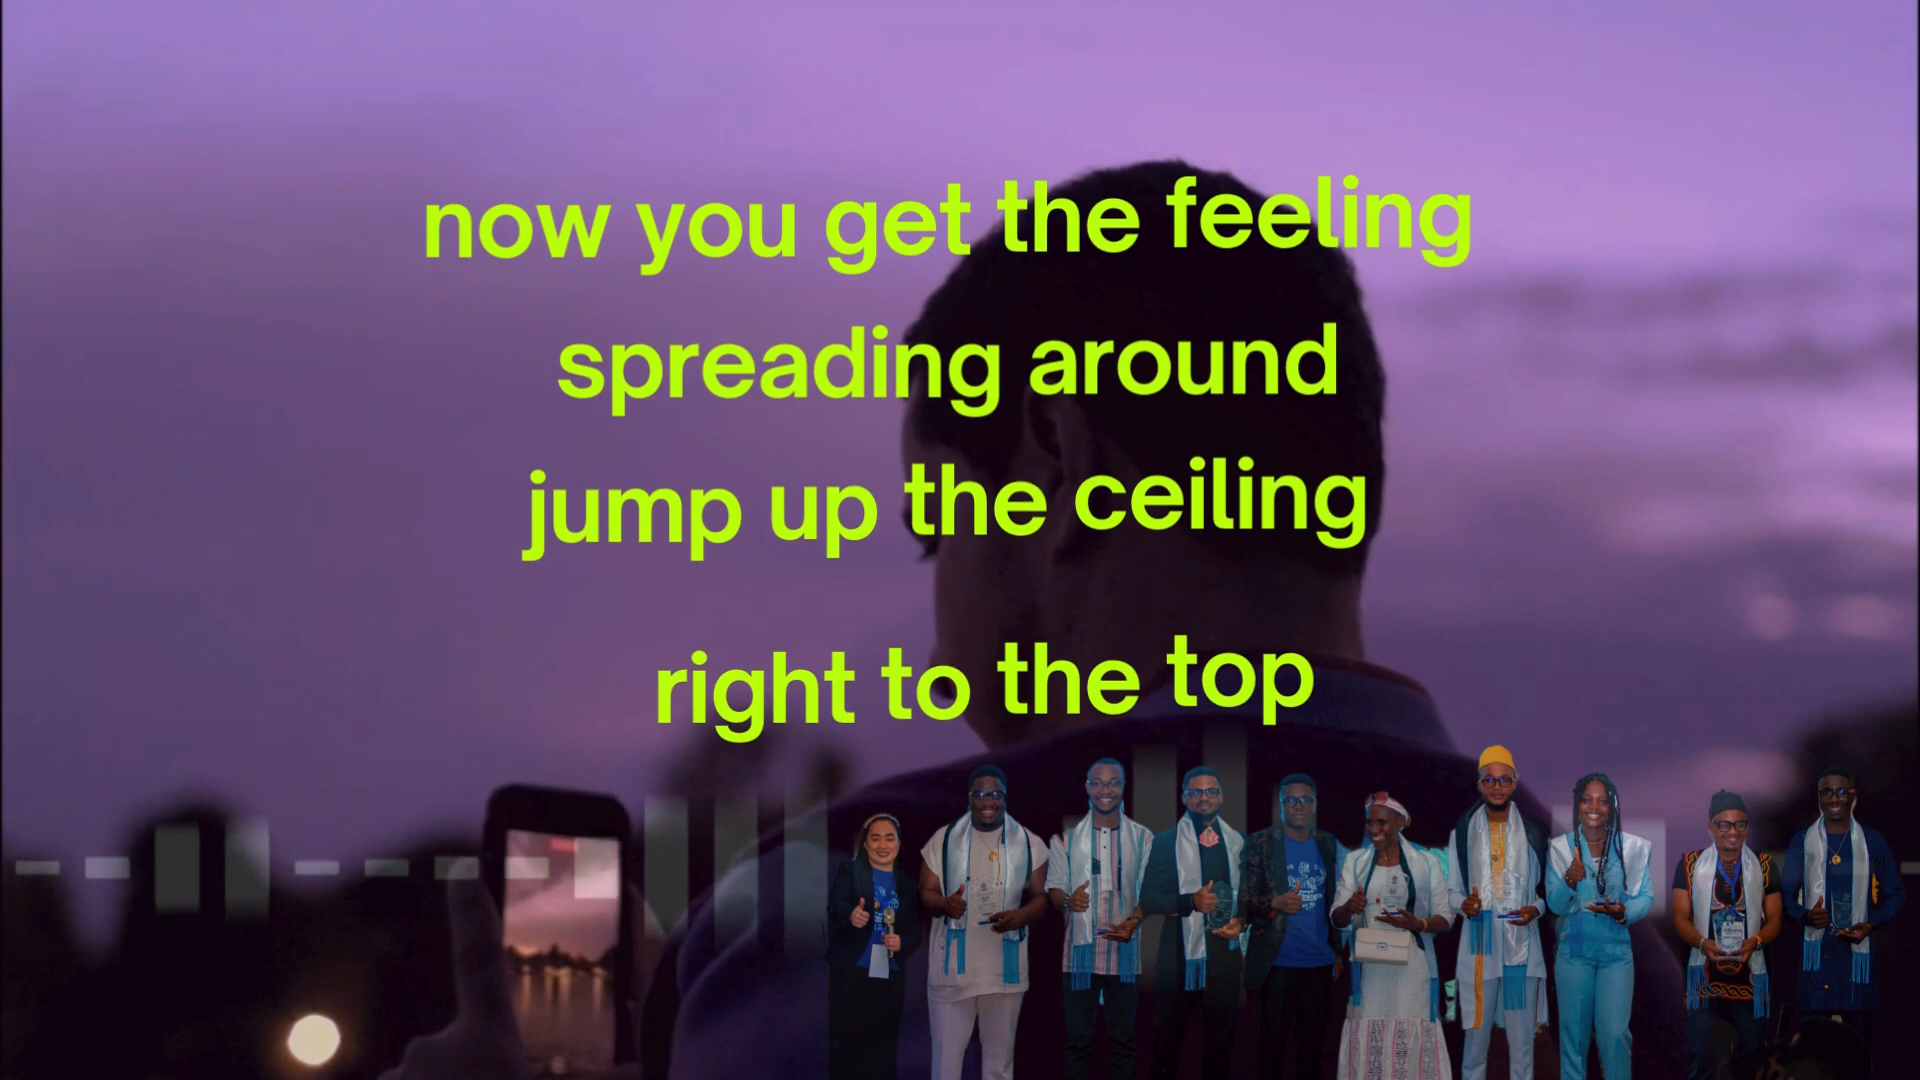 now you get the feeling
spreading around
jump up the ceiling
right to the top